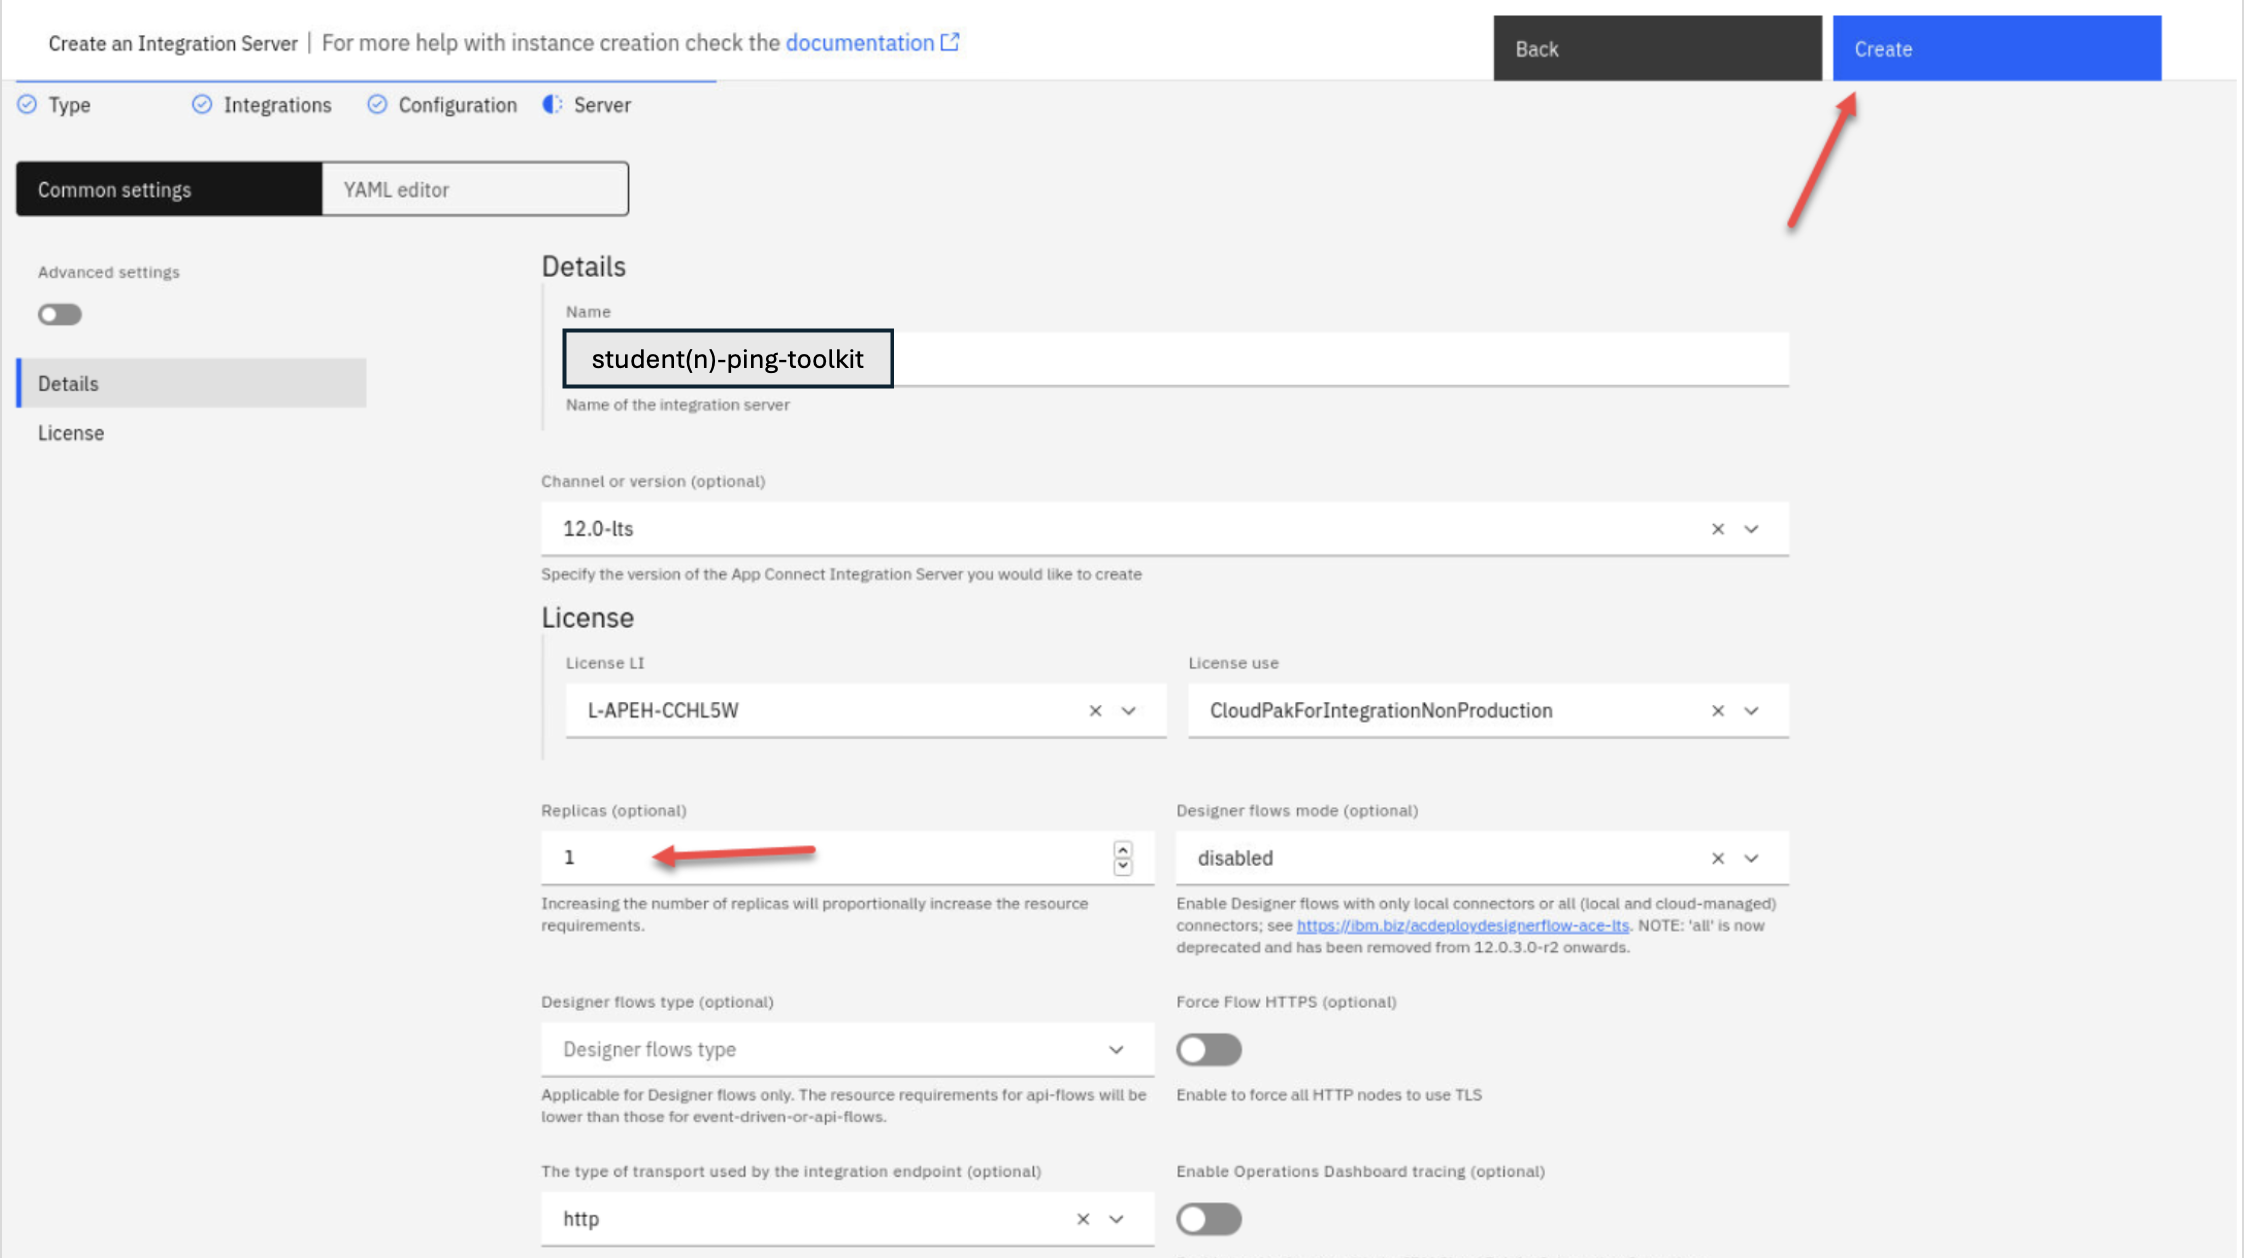 Create an Integration Server | For more help with instance creation check the documentation
Back
Create
Type
Integrations
Configuration
Server
Common settings
YAML editor
Advanced settings
Details
License
Details
Name
student(n)-ping-toolkit
Name of the integration server
Channel or version (optional)
12.0-lts
Specify the version of the App Connect Integration Server you would like to create
License
License LI
License use
L-APEH-CCHL5W
CloudPakForIntegrationNonProduction
Replicas (optional)
1
Increasing the number of replicas will proportionally increase the resource
requirements.
Designer flows mode (optional)
disabled
Enable Designer flows with only local connectors or all (local and cloud-managed)
connectors; see https://ibm.biz/acdeploydesignerflow-ace-lts. NOTE: 'all' is now
deprecated and has been removed from 12.0.3.0-r2 onwards.
Designer flows type (optional)
Designer flows type
Applicable for Designer flows only. The resource requirements for api-flows will be
lower than those for event-driven-or-api-flows.
Force Flow HTTPS (optional)
Enable to force all HTTP nodes to use TLS
The type of transport used by the integration endpoint (optional)
http
Enable Operations Dashboard tracing (optional)